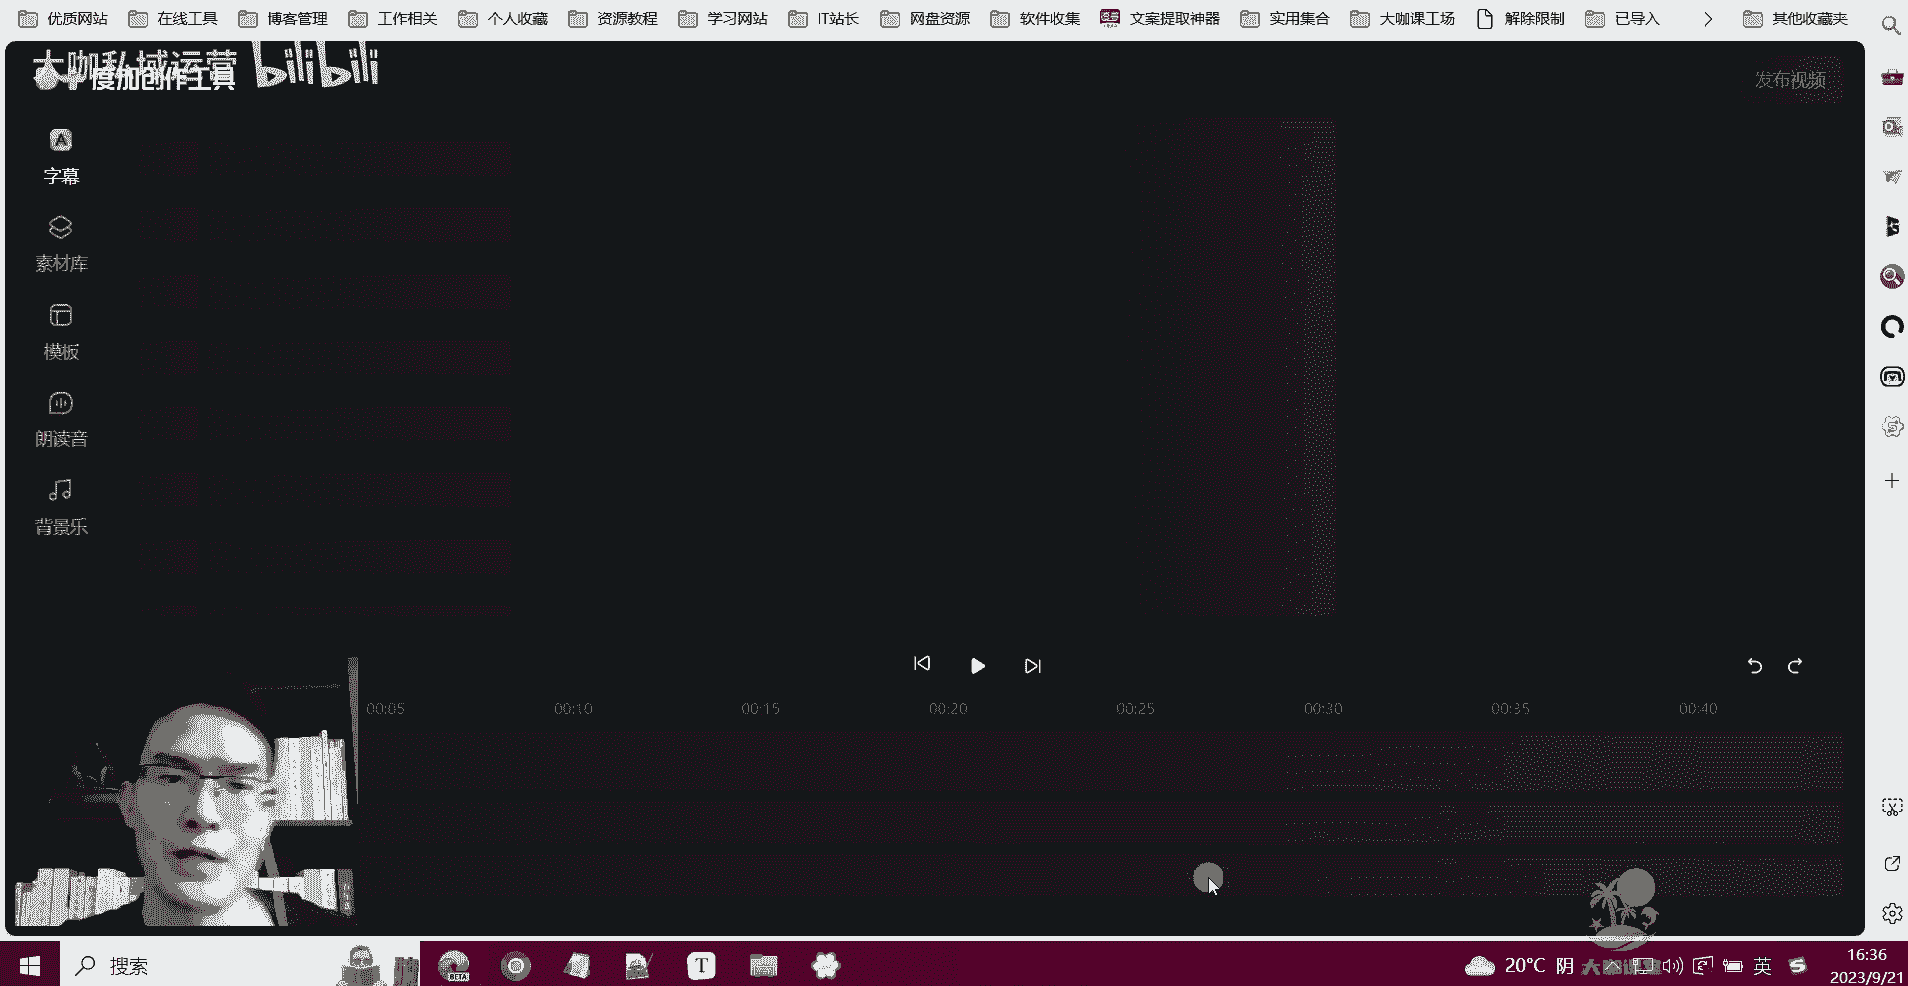 优质网站 在线工具 博客管理 工作相关 个人收藏 资源教程 学习网站 IT站长 网盘资源 软件收集 文案提取神器 实用集合 大咖课工场 解除限制 已导入 其他收藏夹
大咖私域运营 bilibili
度加创作工具
发布视频
字幕
素材库
模板
朗读音
背景乐
00:05 00:10 00:15 00:20 00:25 00:30 00:35 00:40
搜索
BETA
T
20°C 阴
英
16:36
2023/9/21